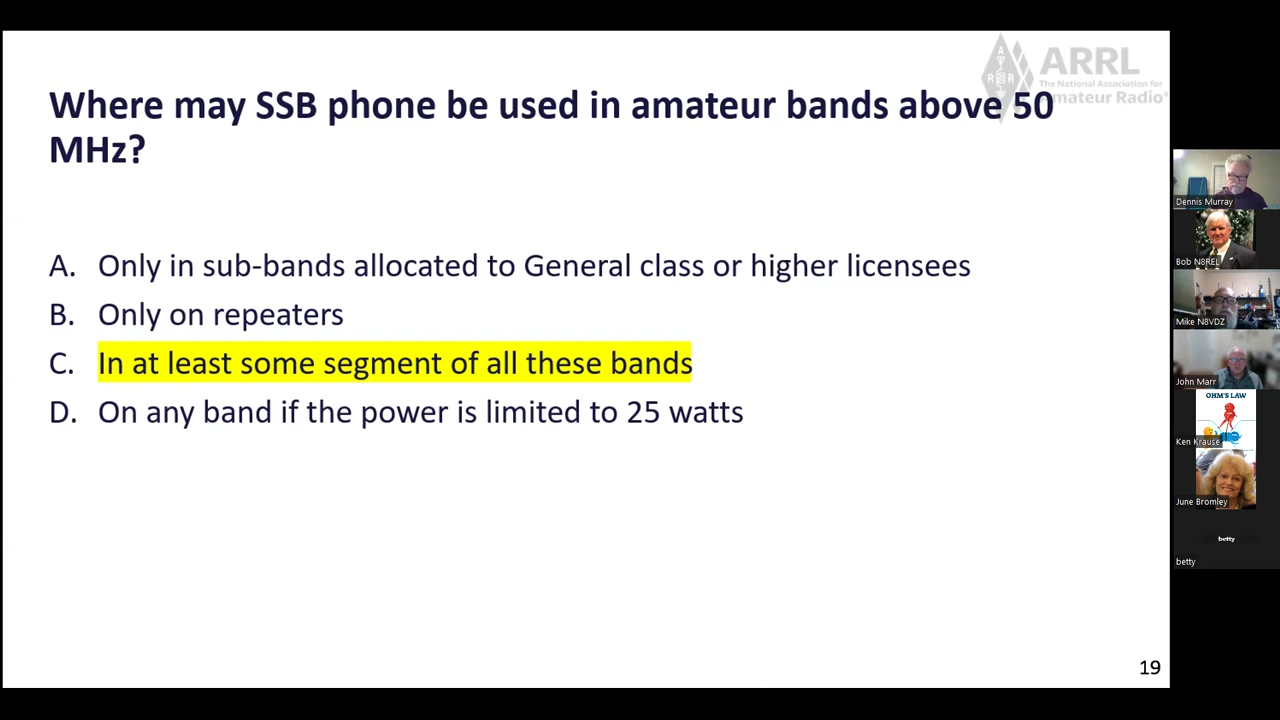 ARRL
The National Association for
Amateur Radio®
Where may SSB phone be used in amateur bands above 50
MHz?
A. Only in sub-bands allocated to General class or higher licensees
B. Only on repeaters
C. In at least some segment of all these bands
D. On any band if the power is limited to 25 watts
19
Dennis Murray
Bob N8REL
Mike N8VDZ
John Marr
OHM'S LAW
Ken Krause
June Bromley
betty
betty